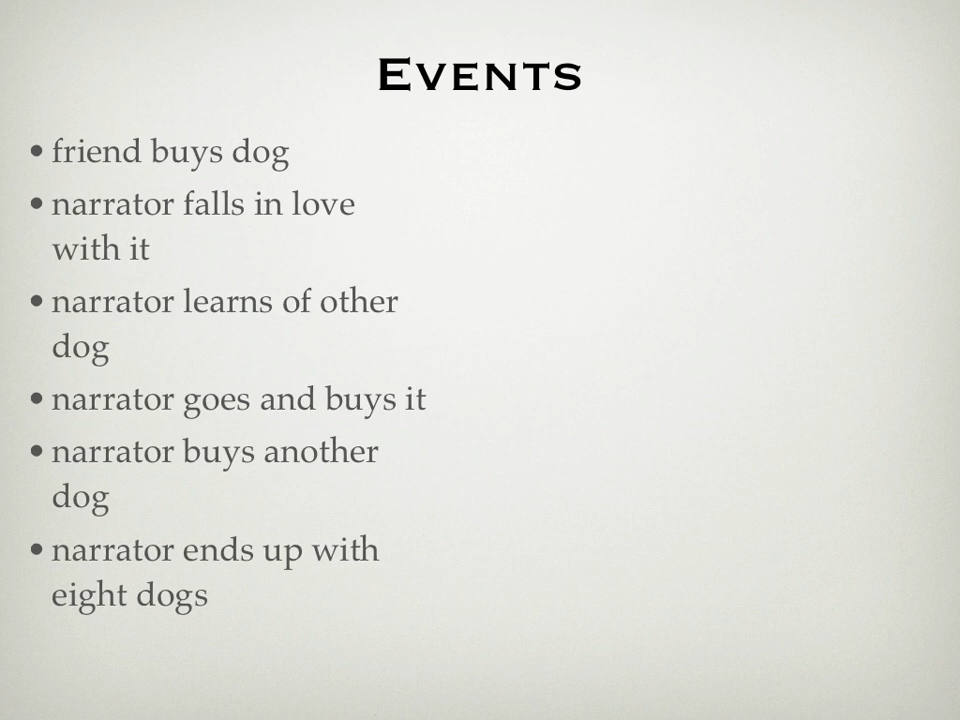 Events
• friend buys dog
• narrator falls in love
with it
• narrator learns of other
dog
• narrator goes and buys it
• narrator buys another
dog
• narrator ends up with
eight dogs